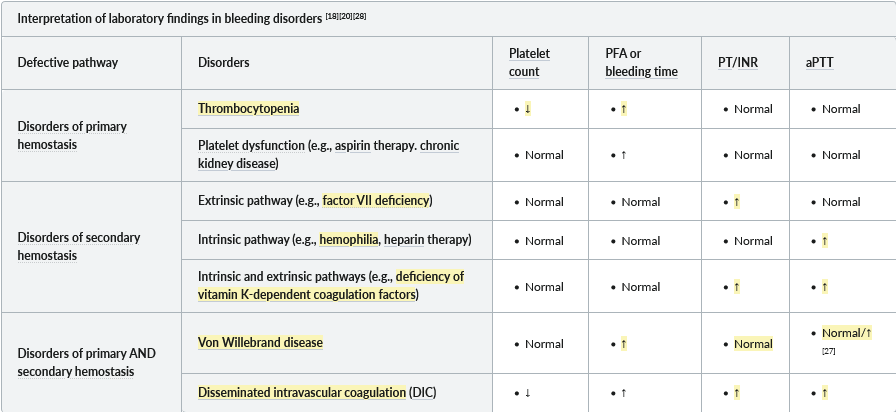 Interpretation of laboratory findings in bleeding disorders [18][20][28]
Defective pathway
Disorders
Platelet
count
PFA or
bleeding time
PT/INR
aPTT
Disorders of primary
hemostasis
Thrombocytopenia
• ↓
• ↑
• Normal
• Normal
Platelet dysfunction (e.g., aspirin therapy. chronic
kidney disease)
• Normal
• ↑
• Normal
• Normal
Disorders of secondary
hemostasis
Extrinsic pathway (e.g., factor VII deficiency)
• Normal
• Normal
• ↑
• Normal
Intrinsic pathway (e.g., hemophilia, heparin therapy)
• Normal
• Normal
• Normal
• ↑
Intrinsic and extrinsic pathways (e.g., deficiency of
vitamin K-dependent coagulation factors)
• Normal
• Normal
• ↑
• ↑
Disorders of primary AND
secondary hemostasis
Von Willebrand disease
• Normal
• ↑
• Normal
• Normal/↑
[27]
Disseminated intravascular coagulation (DIC)
• ↓
• ↑
• ↑
• ↑